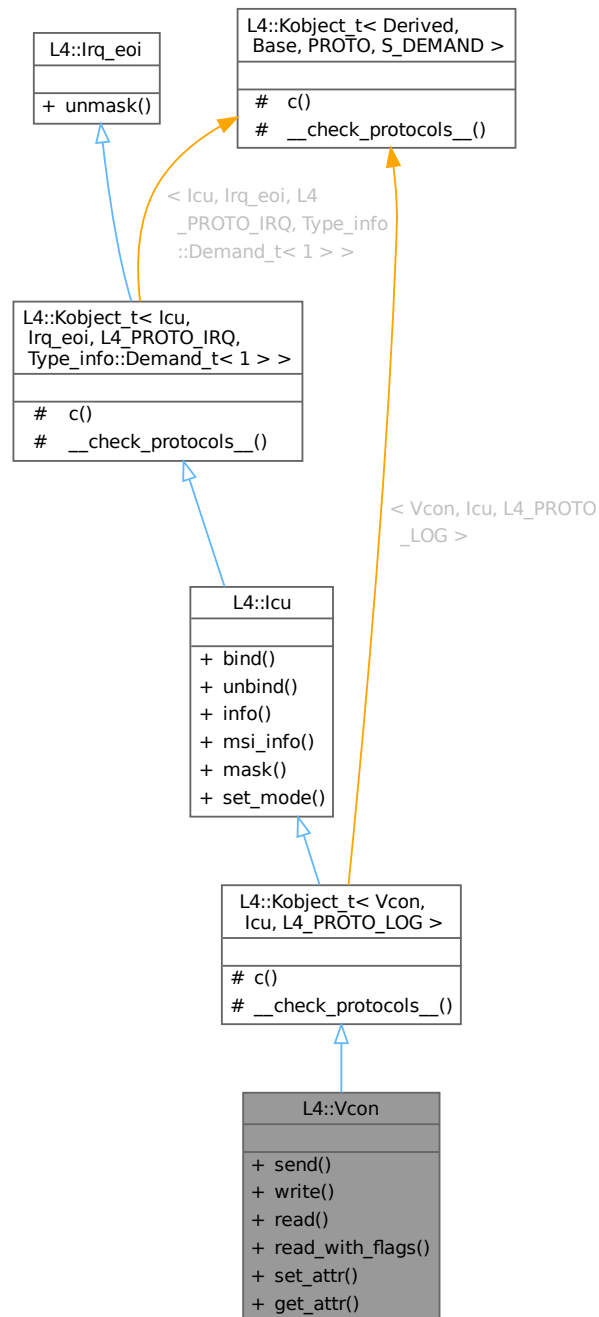 L4::Irq_eoi
+ unmask()
L4::Kobject_t< Derived,
Base, PROTO, S_DEMAND >
# c()
# __check_protocols__()
< Icu, Irq_eoi, L4
_PROTO_IRQ, Type_info
::Demand_t< 1 > >
L4::Kobject_t< Icu,
Irq_eoi, L4_PROTO_IRQ,
Type_info::Demand_t< 1 > >
# c()
# __check_protocols__()
< Vcon, Icu, L4_PROTO
_LOG >
L4::Icu
+ bind()
+ unbind()
+ info()
+ msi_info()
+ mask()
+ set_mode()
L4::Kobject_t< Vcon,
Icu, L4_PROTO_LOG >
# c()
# __check_protocols__()
L4::Vcon
+ send()
+ write()
+ read()
+ read_with_flags()
+ set_attr()
+ get_attr()